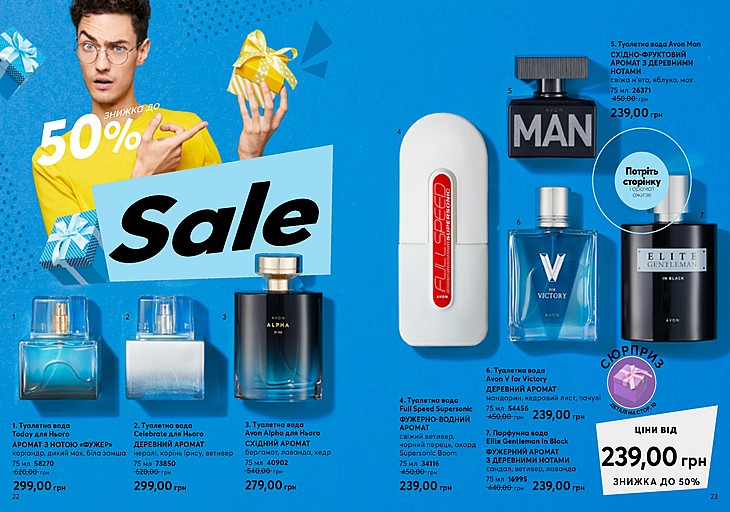 знижка до
50%
Sale
1
2
3
AVON
ALPHA
1. Туалетна вода
Today для Нього
АРОМАТ З НОТОЮ «ФУЖЕР»
коріандр, дикий мох, біла замша
75 мл 58270
620,00 грн
299,00 грн
2. Туалетна вода
Celebrate для Нього
ДЕРЕВНИЙ АРОМАТ
неролі, корінь ірису, ветивер
75 мл 73850
620,00 грн
299,00 грн
3. Туалетна вода
Avon Alpha для Нього
СХІДНИЙ АРОМАТ
бергамот, лаванда, кедр
75 мл 40902
540,00 грн
279,00 грн
22
4
FULL SPEED
SUPERSONIC
AVON
5
AVON
MAN
5. Туалетна вода Avon Man
СХІДНО-ФРУКТОВИЙ
АРОМАТ З ДЕРЕВНИМИ
НОТАМИ
свіжа м'ята, яблуко, мох
75 мл 26371
450,00 грн
239,00 грн
Потріть
сторінку
і аромат
оживе
6
V
FOR
VICTORY
AVON
7
ELITE
GENTLEMAN
IN BLACK
AVON
4. Туалетна вода
Full Speed Supersonic
ФУЖЕРНО-ВОДНИЙ
АРОМАТ
свіжий ветивер,
чорний перець, акорд
Supersonic Boom
75 мл 34116
450,00 грн
239,00 грн
6. Туалетна вода
Avon V for Victory
ДЕРЕВНИЙ АРОМАТ
мандарин, кедровий лист, пачулі
75 мл 54456
450,00 грн
239,00 грн
7. Парфумна вода
Elite Gentleman in Black
ФУЖЕРНИЙ АРОМАТ
З ДЕРЕВНИМИ НОТАМИ
сандал, ветивер, лаванда
75 мл 16995
440,00 грн
239,00 грн
СЮРПРИЗ
ЦІНИ ВІД
239,00 грн
ЗНИЖКА ДО 50%
23